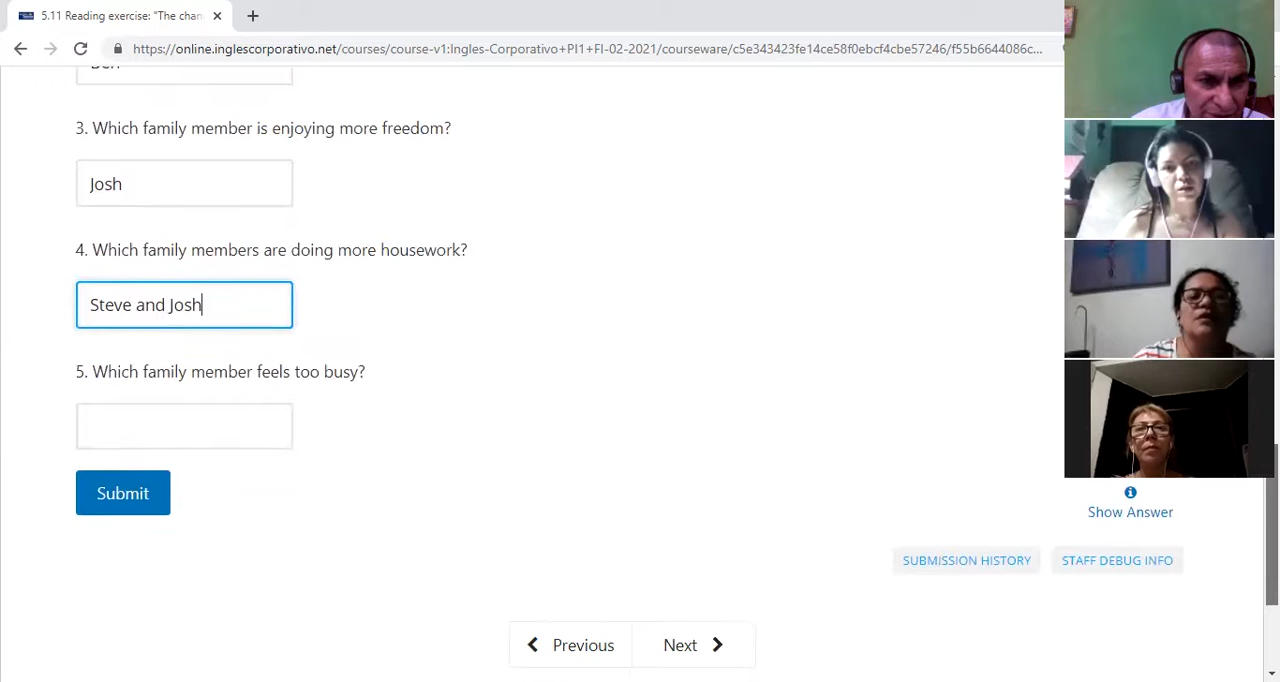 5.11 Reading exercise: "The chan
https://online.inglescorporativo.net/courses/course-v1:Ingles-Corporativo+PI1+FI-02-2021/courseware/c5e343423fe14ce58f0ebcf4cbe57246/f55b6644086c...
Ben
3. Which family member is enjoying more freedom?
Josh
4. Which family members are doing more housework?
Steve and Josh
5. Which family member feels too busy?
Submit
Show Answer
SUBMISSION HISTORY
STAFF DEBUG INFO
Previous
Next